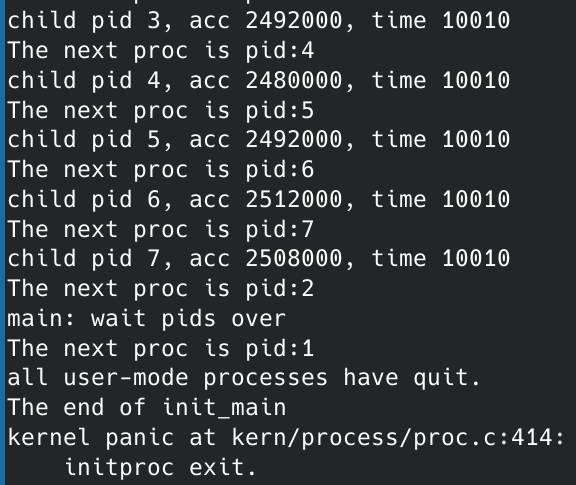 child pid 3, acc 2492000, time 10010
The next proc is pid:4
child pid 4, acc 2480000, time 10010
The next proc is pid:5
child pid 5, acc 2492000, time 10010
The next proc is pid:6
child pid 6, acc 2512000, time 10010
The next proc is pid:7
child pid 7, acc 2508000, time 10010
The next proc is pid:2
main: wait pids over
The next proc is pid:1
all user-mode processes have quit.
The end of init_main
kernel panic at kern/process/proc.c:414:
    initproc exit.